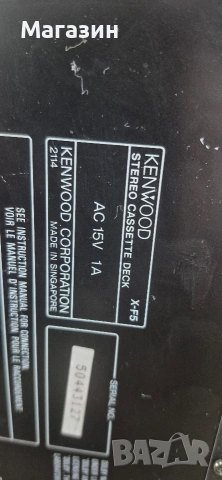 Магазин
KENWOOD
STEREO CASSETTE DECK X-F5
AC 15V 1A
KENWOOD CORPORATION
2114 MADE IN SINGAPORE
SEE INSTRUCTION MANUAL FOR CONNECTION
VOIR LE MANUEL D'INSTRUCTION POUR LE RACCORDEMENT
SERIAL NO.
bazar